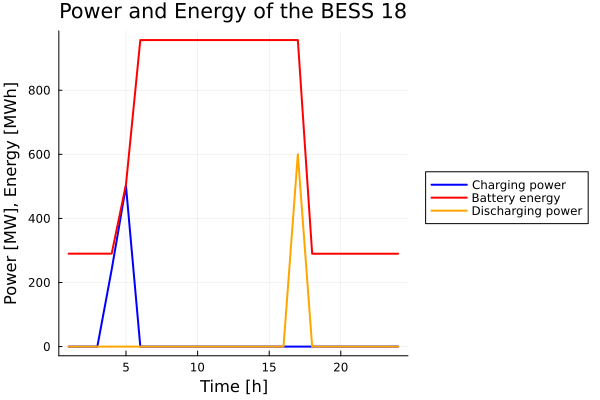 Power and Energy of the BESS 18
Power [MW], Energy [MWh]
800
600
400
200
0
5
10
15
20
Time [h]
Charging power
Battery energy
Discharging power